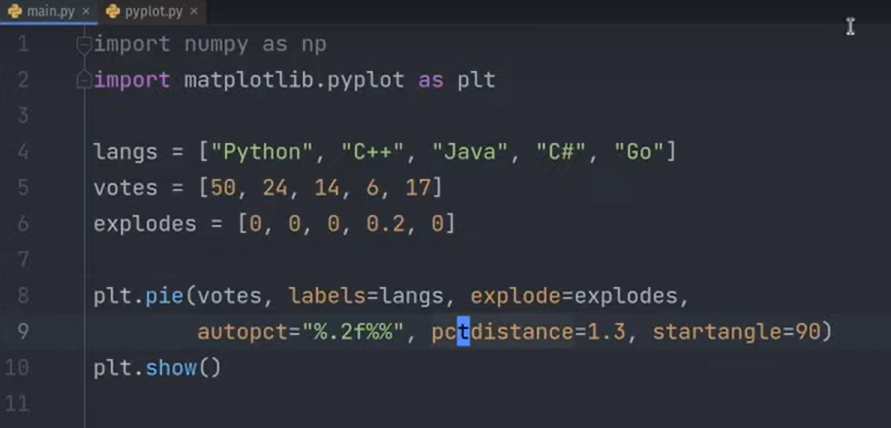 main.py × pyplot.py ×
1 import numpy as np
2 import matplotlib.pyplot as plt
3
4 langs = ["Python", "C++", "Java", "C#", "Go"]
5 votes = [50, 24, 14, 6, 17]
6 explodes = [0, 0, 0, 0.2, 0]
7
8 plt.pie(votes, labels=langs, explode=explodes,
9         autopct="%.2f%%", pctdistance=1.3, startangle=90)
10 plt.show()
11